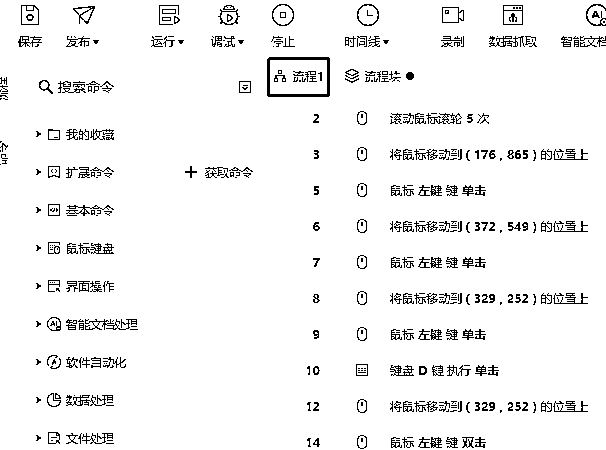 保存 发布 运行 调试 停止 时间线 录制 数据抓取 智能文档
搜索命令
流程1 流程块
我的收藏
扩展命令 获取命令
基本命令
鼠标键盘
界面操作
智能文档处理
软件自动化
数据处理
文件处理
2 滚动鼠标滚轮 5 次
3 将鼠标移动到 ( 176 , 865 ) 的位置上
5 鼠标 左键 键 单击
6 将鼠标移动到 ( 372 , 549 ) 的位置上
7 鼠标 左键 键 单击
8 将鼠标移动到 ( 329 , 252 ) 的位置上
9 鼠标 左键 键 单击
10 键盘 D 键 执行 单击
12 将鼠标移动到 ( 329 , 252 ) 的位置上
14 鼠标 左键 键 双击